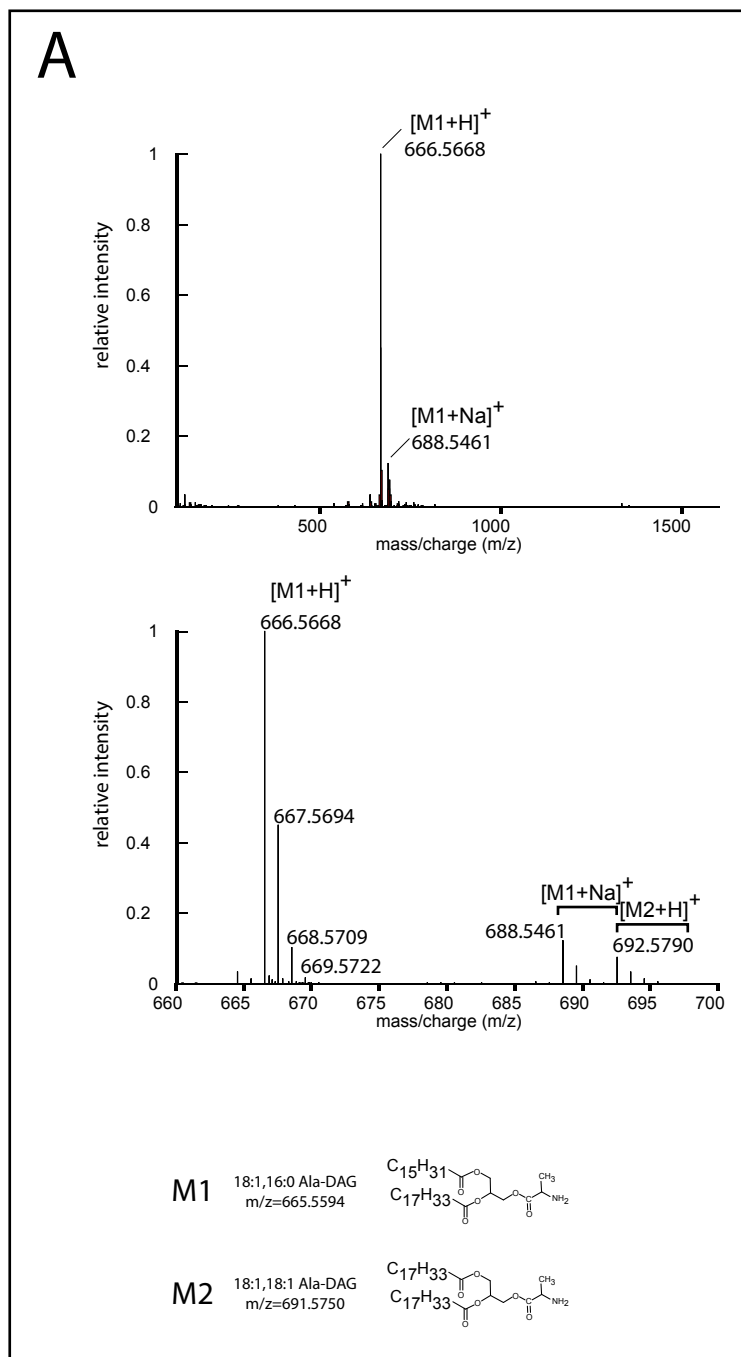 A
[M1+H]+
666.5668
1
0.8
0.6
0.4
0.2
0
relative intensity
[M1+Na]+
688.5461
500
1000
1500
mass/charge (m/z)
[M1+H]+
666.5668
1
0.8
0.6
0.4
0.2
0
relative intensity
667.5694
668.5709
669.5722
[M1+Na]+
688.5461
[M2+H]+
692.5790
660
665
670
675
680
685
690
695
700
mass/charge (m/z)
M1
18:1,16:0 Ala-DAG
m/z=665.5594
C15H31
O
O
CH3
C17H33
O
O
O
NH2
O
M2
18:1,18:1 Ala-DAG
m/z=691.5750
C17H33
O
O
CH3
C17H33
O
O
O
NH2
O